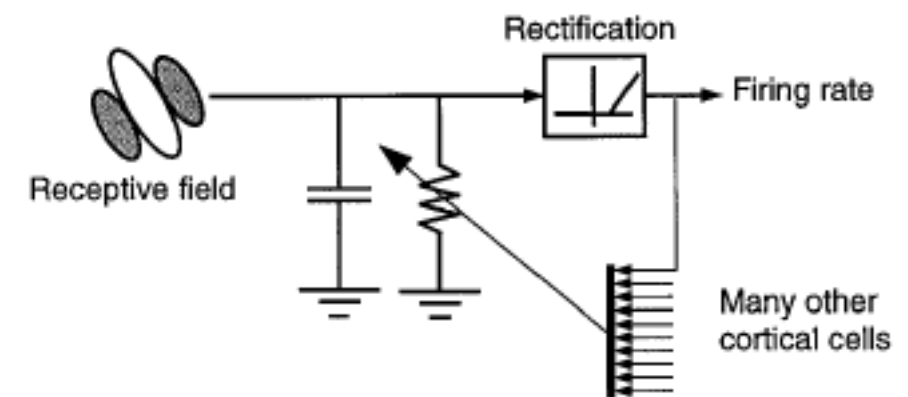 Rectification
Firing rate
Receptive field
Many other
cortical cells